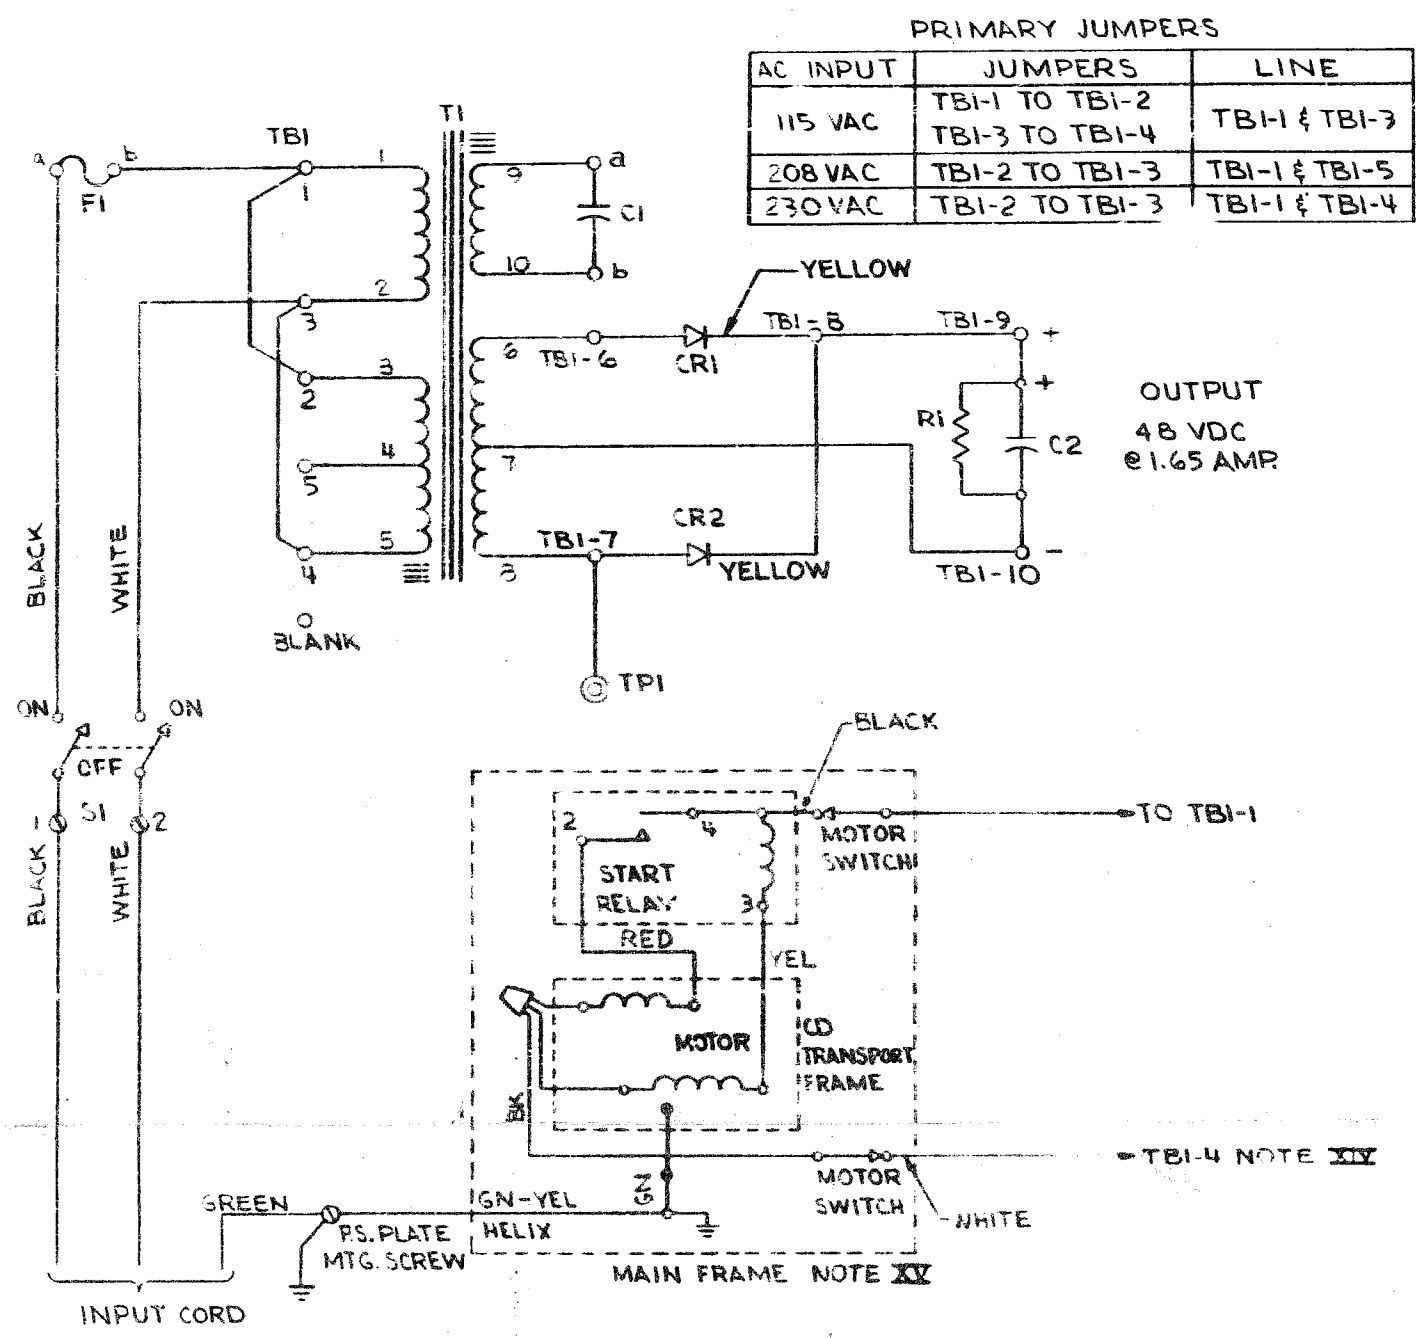 PRIMARY JUMPERS
AC INPUT JUMPERS LINE
115 VAC TB1-1 TO TB1-2 TB1-1 & TB1-3
TB1-3 TO TB1-4
208 VAC TB1-2 TO TB1-3 TB1-1 & TB1-5
230 VAC TB1-2 TO TB1-3 TB1-1 & TB1-4
T1
TB1
a b 1 9 a
F1 1 C1
2 10 b
3
YELLOW
6 TB1-6 CR1 TB1-8 TB1-9 +
3 +
2 R1 C2
OUTPUT
48 VDC
@ 1.65 AMP.
4 7
5
CR2
5 TB1-7
4 8 YELLOW TB1-10 -
BLACK WHITE
BLANK
TP1
ON ON
OFF
S1
- 2
BLACK WHITE
BLACK
2 4 MOTOR SWITCH TO TB1-1
START
RELAY 3
RED
YEL
MOTOR
CD
TRANSPORT
FRAME
BK
TB1-4 NOTE XIV
MOTOR
SWITCH
WHITE
GREEN
GN-YEL
HELIX
GN
P.S. PLATE
MTG. SCREW
MAIN FRAME NOTE XV
INPUT CORD